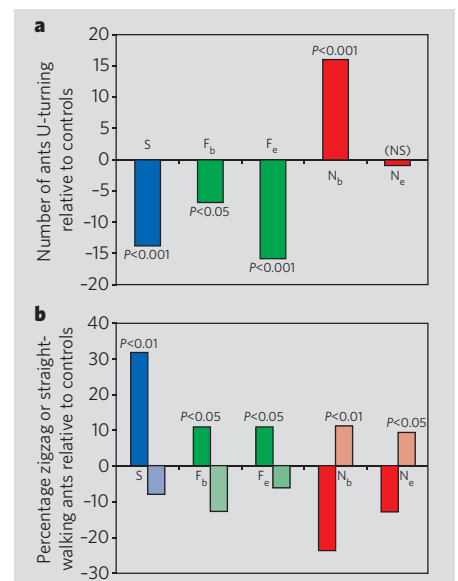 a
Number of ants U-turning
relative to controls
20
15
10
5
0
–5
–10
–15
–20
S
F_b
F_e
N_b
N_e
P<0.001
P<0.05
P<0.001
P<0.001
(NS)
b
Percentage zigzag or straight-
walking ants relative to controls
40
30
20
10
0
–10
–20
–30
P<0.01
P<0.05
P<0.05
P<0.01
P<0.05
S
F_b
F_e
N_b
N_e